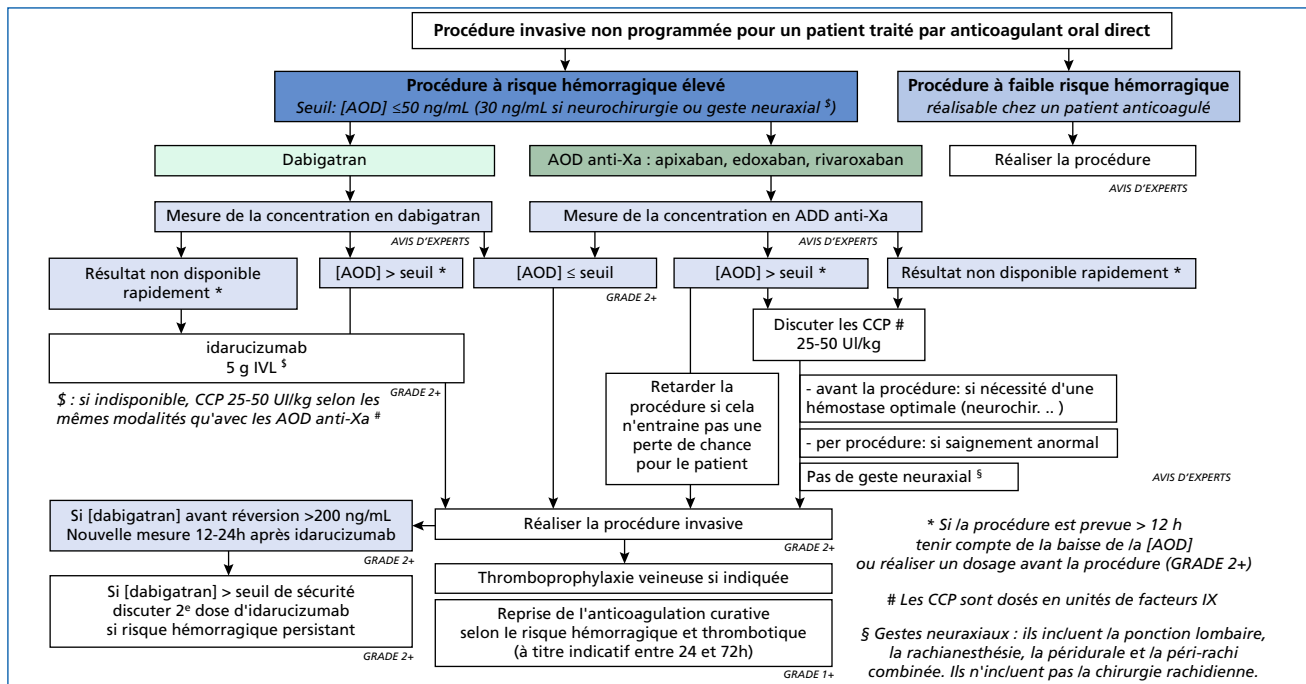 Procédure invasive non programmée pour un patient traité par anticoagulant oral direct
Procédure à risque hémorragique élevé
Seuil: [AOD] ≤50 ng/mL (30 ng/mL si neurochirurgie ou geste neuraxial $)
Procédure à faible risque hémorragique
réalisable chez un patient anticoagulé
Dabigatran
AOD anti-Xa : apixaban, edoxaban, rivaroxaban
Réaliser la procédure
AVIS D'EXPERTS
Mesure de la concentration en dabigatran
AVIS D'EXPERTS
Mesure de la concentration en ADD anti-Xa
AVIS D'EXPERTS
Résultat non disponible
rapidement *
[AOD] > seuil *
[AOD] ≤ seuil
GRADE 2+
[AOD] > seuil *
Résultat non disponible rapidement *
idarucizumab
5 g IVL $
GRADE 2+
Discuter les CCP #
25-50 UI/kg
$ : si indisponible, CCP 25-50 UI/kg selon les
mêmes modalités qu'avec les AOD anti-Xa #
Retarder la
procédure si cela
n'entraine pas une
perte de chance
pour le patient
- avant la procédure: si nécessité d'une
hémostase optimale (neurochir. .. )
- per procédure: si saignement anormal
Pas de geste neuraxial §
AVIS D'EXPERTS
Si [dabigatran] avant réversion >200 ng/mL
Nouvelle mesure 12-24h après idarucizumab
GRADE 2+
Réaliser la procédure invasive
GRADE 2+
Si [dabigatran] > seuil de sécurité
discuter 2e dose d'idarucizumab
si risque hémorragique persistant
GRADE 2+
Thromboprophylaxie veineuse si indiquée
Reprise de l'anticoagulation curative
selon le risque hémorragique et thrombotique
(à titre indicatif entre 24 et 72h)
GRADE 1+
* Si la procédure est prevue > 12 h
tenir compte de la baisse de la [AOD]
ou réaliser un dosage avant la procédure (GRADE 2+)
# Les CCP sont dosés en unités de facteurs IX
§ Gestes neuraxiaux : ils incluent la ponction lombaire,
la rachianesthésie, la péridurale et la péri-rachi
combinée. Ils n'incluent pas la chirurgie rachidienne.